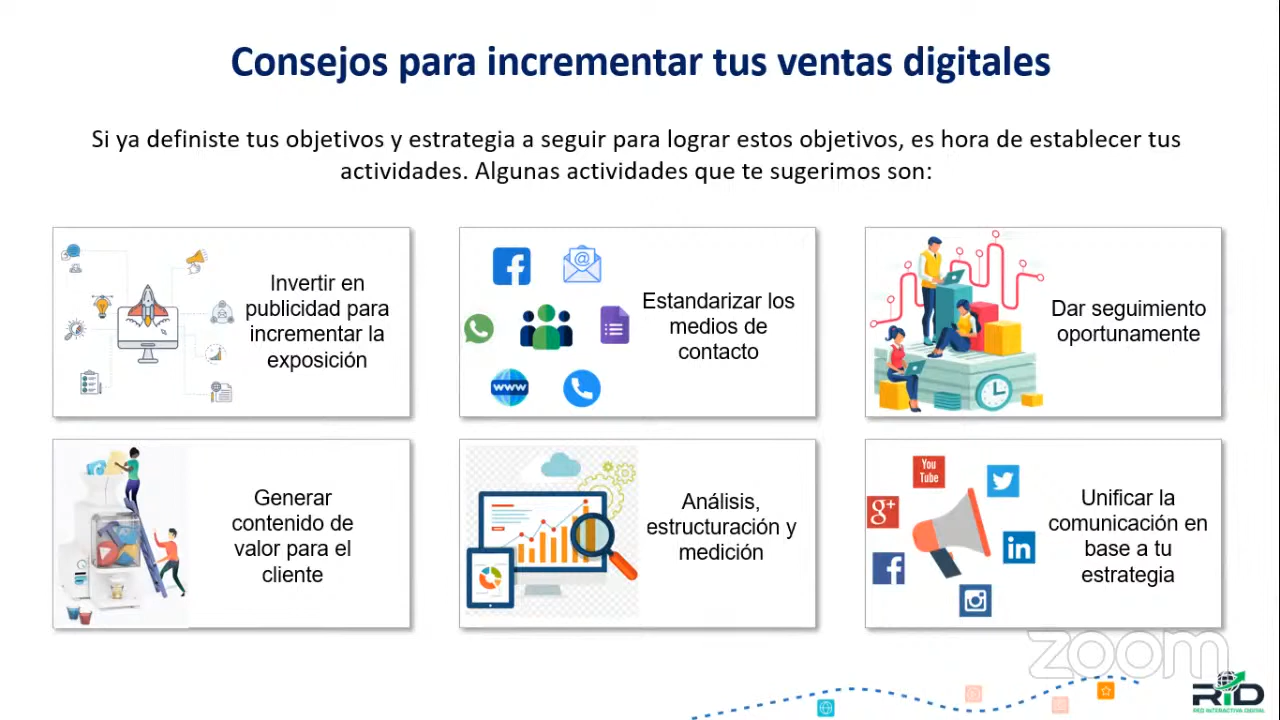 Consejos para incrementar tus ventas digitales
Si ya definiste tus objetivos y estrategia a seguir para lograr estos objetivos, es hora de establecer tus
actividades. Algunas actividades que te sugerimos son:
Invertir en
publicidad para
incrementar la
exposición
WWW
Estandarizar los
medios de
contacto
Dar seguimiento
oportunamente
Generar
contenido de
valor para el
cliente
Análisis,
estructuración y
medición
You
Tube
g+
in
Unificar la
comunicación en
base a tu
estrategia
zoom
RiD
RED INTERACTIVA DIGITAL